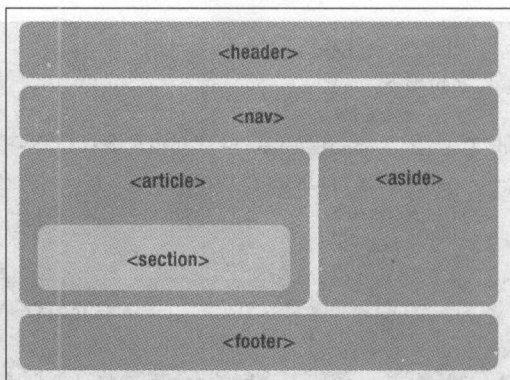 <header>
<nav>
<article>
<aside>
<section>
<footer>